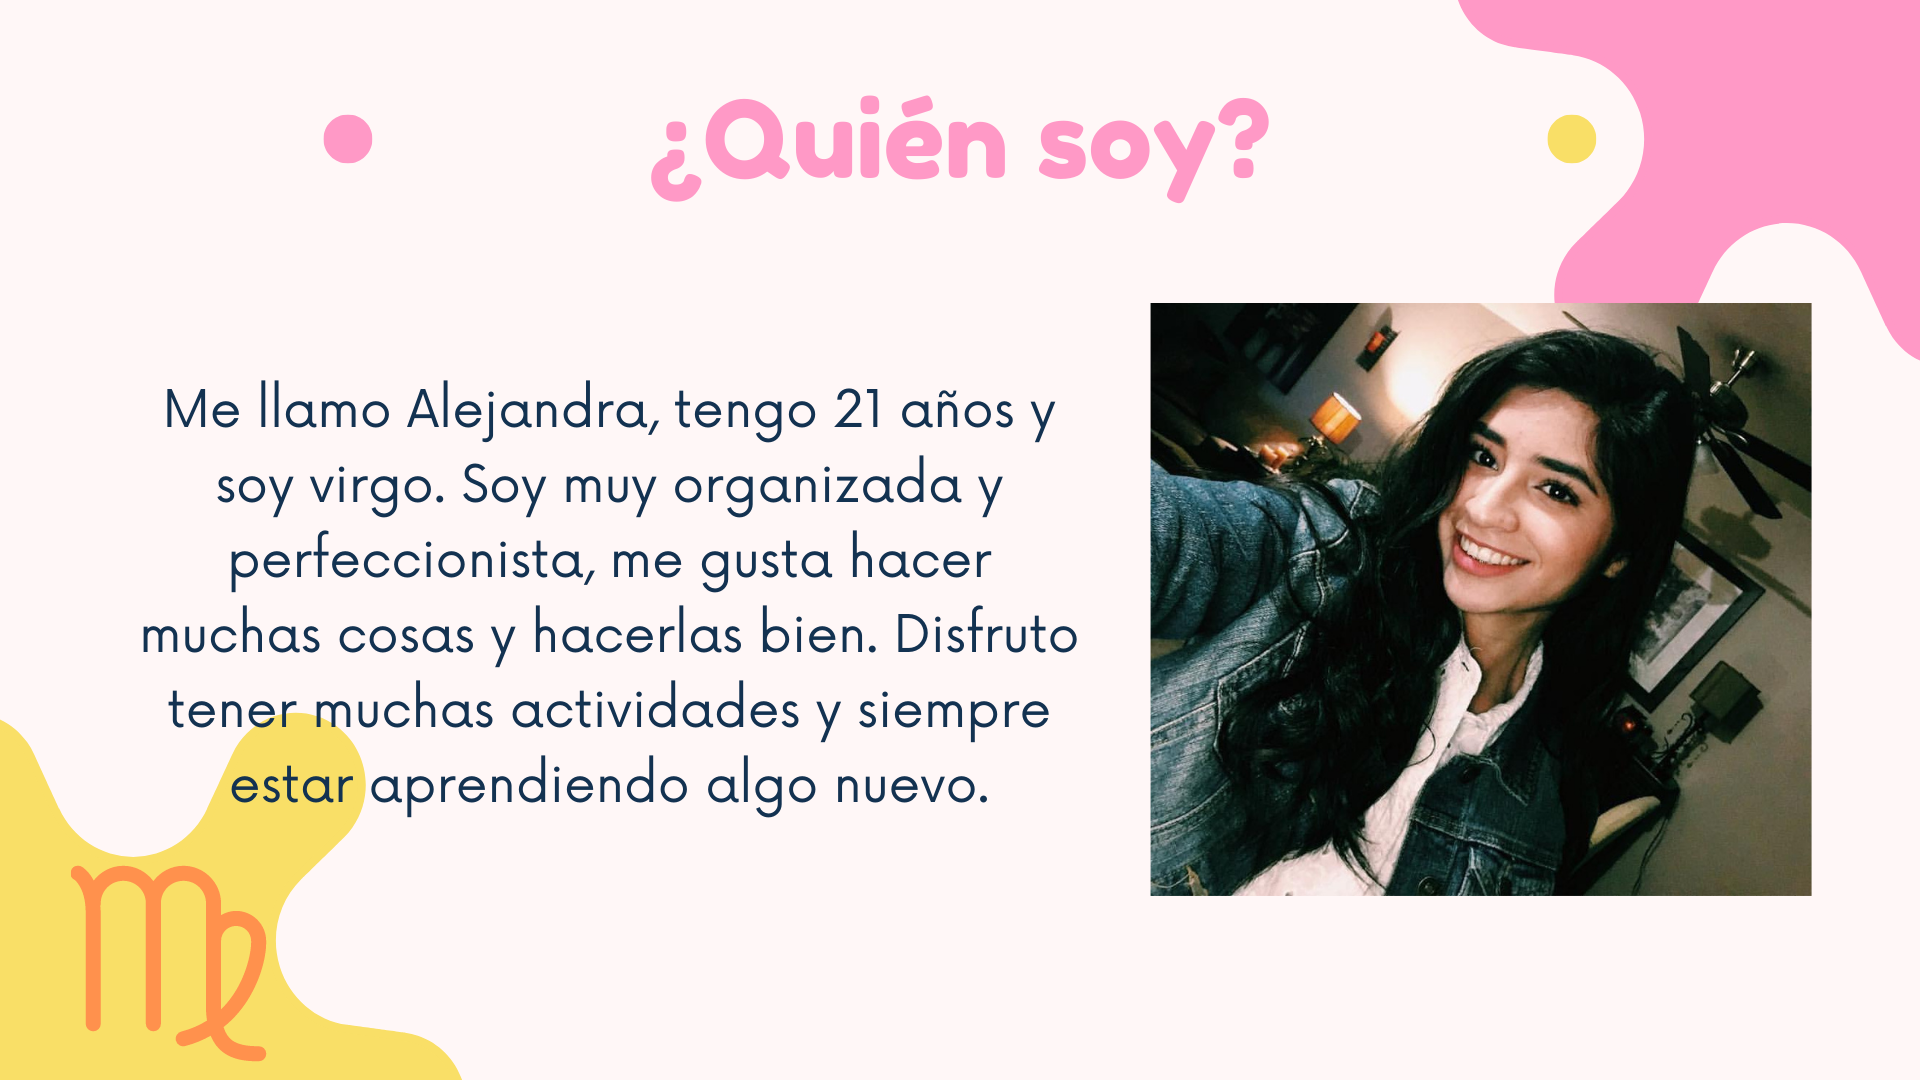 ¿Quién soy?
Me llamo Alejandra, tengo 21 años y
soy virgo. Soy muy organizada y
perfeccionista, me gusta hacer
muchas cosas y hacerlas bien. Disfruto
tener muchas actividades y siempre
estar aprendiendo algo nuevo.